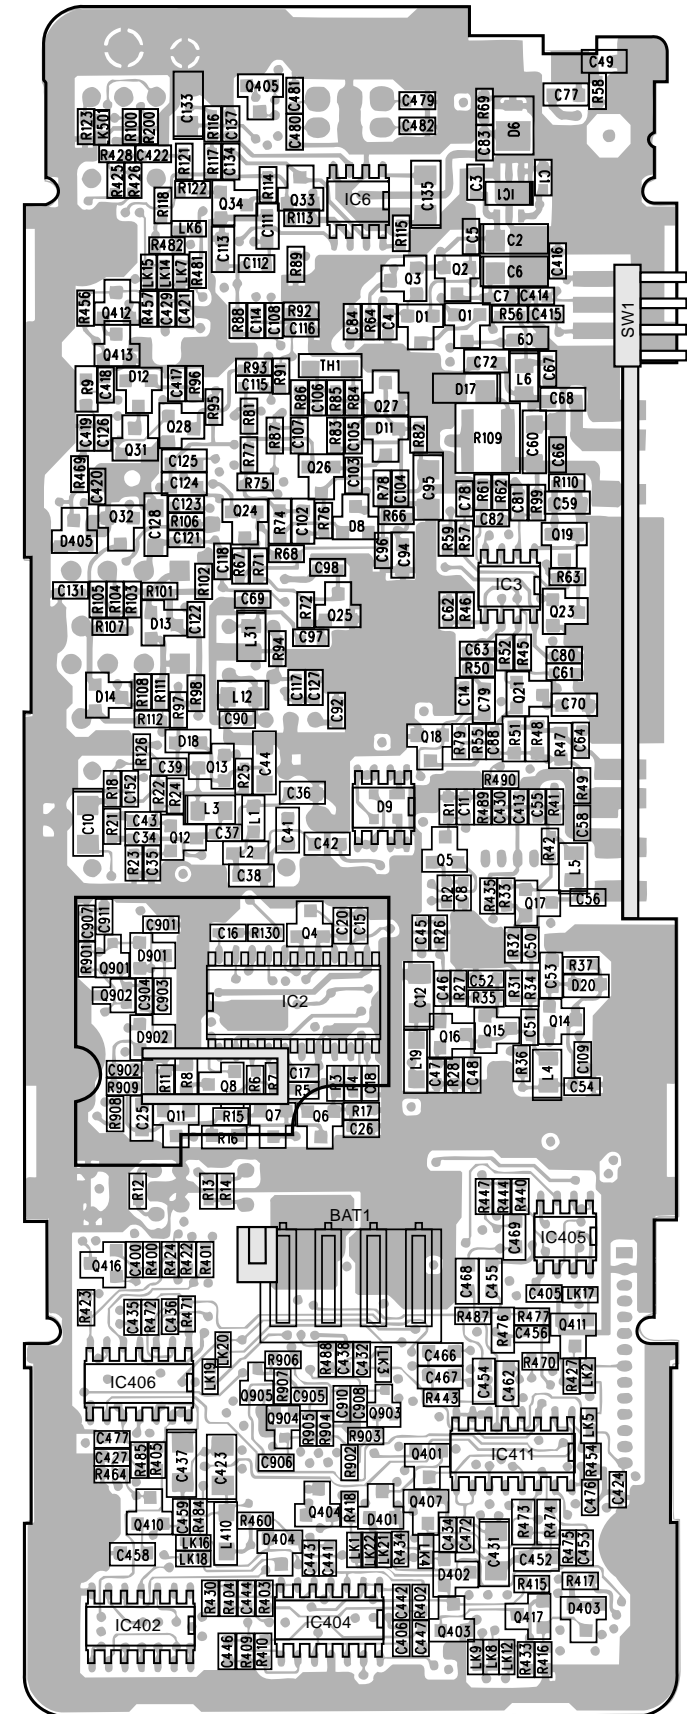 C49
Q405 C481 C77 R58
C133 C479 R69
R123 K501 R100 R200 R116 C137 C480 C482 C83 D6
R428 C422 R121 R117 C134
R425 R426 R122 R114 Q33 IC6 C135 C3 IC1 C1
R118 Q34 C111 R113
LK6 R115 C5 C2 C416
R482 C113
LK15 LK14 LK7 R481 C112 R89 Q3 Q2 C6
R456 Q412 R457 C429 C421 C7 C414
R88 C114 C108 R92 C84 R64 C4 D1 Q1 R56 C415 SW1
C116
Q413 C9
R93 R91 TH1 C72 C67
R9 C418 D12 C417 R96 C115 D17 L6
R95 R81 R86 C106 R85 R84 Q27 C68
C419 C126 Q28 R87 C107 R83 C105 D11 R82 R109 C60
Q31 R77 C66
R469 C125 Q26 C103
C420 C124 R75 R78 C104 C95 C78 R61 R62 C81 R99 R110
C123 C59
D405 Q32 C128 R106 Q24 R74 C102 R76 D8 R66 C82
C121 R59 R57 Q19
C118 R67 R71 R68 C96 C94
C98 IC3 R63
C131 R105 R104 R103 R101 R102 C69 R72 Q25 C62 R46 Q23
R107 D13 C122 L31 C97
R94 C63 R52 R45 C80
R50 C61
D14 R108 R111 R97 R98 L12 C117 C127 C14 C79 Q21
R112 C90 C92 C70
R126 D18 Q18 R79 R55 C88 R51 R48 R47 C64
C39 Q13 R25 C44
R18 C152 R22 R24 C36 R490 R49
C10 R21 C43 L3 L1 D9 R1 C11 R489 C430 C413 C55 R41 C58
C34 Q12 C37 C41
R23 C35 L2 C42 Q5 R42 L5
C38
R2 C8 R435 R33 Q17 C56
C907 C911 C901 C16 R130 Q4 C20 C15 C45 R26 R32 C50
R901 Q901 D901 R37
C12 C46 R27 C52 R31 R34 C53 D20
Q902 C904 C903 IC2 R35
D902 Q16 Q15 C51 Q14
L19
C902 C17 R36 C109
R909 R11 R8 Q8 R6 R7 R5 C3 R4 C18 C47 R28 C48 L4 C54
R908 C25 Q11 R15 Q7 Q6 R17
R16 C26
R12 R13 R14 R447 R444 R440
BAT1
C469 IC405
Q416 C400 R400 R424 R422 R401
C468 C455 C405 LK17
R423 C435 R472 C436 R471 R487 R476 R477 Q411
C456
LK20 R906 R488 C438 C432 LK3 C466 R470
IC406 LK19 R907 C467 C454 C462 R427 LK2
Q905 C905 R443
Q904 C910 C908 Q903 LK5
C477 R905 R904 R903
C427 R485 R405 C437 C423 C906 R902 Q401 IC411 R454
R464
C476 C424
Q410 C459 R484 L410 R460 Q404 R418 D401 Q407 R473 R474
C434 C472 C431 R475 C453
C458 LK16 D404 LK1 LK22 LK21 R434 LK4 C452
LK18 C443 C441 D402
R430 R404 C444 R403 C442 R402 R415 R417
IC402 IC404 C406 C447 Q403 Q417 D403
C446 R409 R410 LK9 LK8 LK12 R433 R416